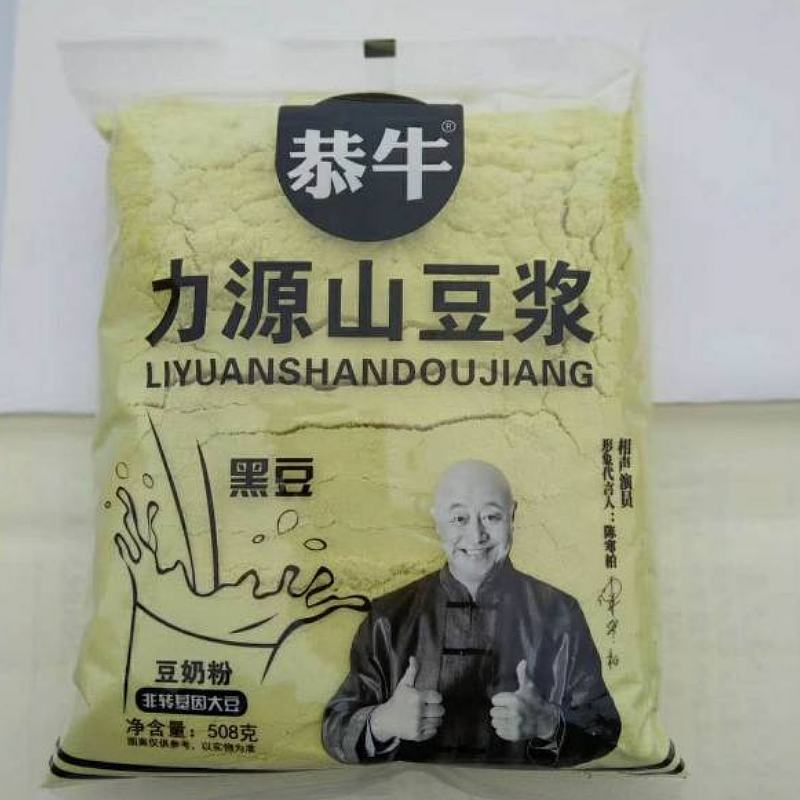 恭牛®
力源山豆浆
LIYUANSHANDOUJIANG
黑豆
相声演员
形象代言人：陈寒柏
豆奶粉
非转基因大豆
净含量：508克
图案仅供参考，以实物为准